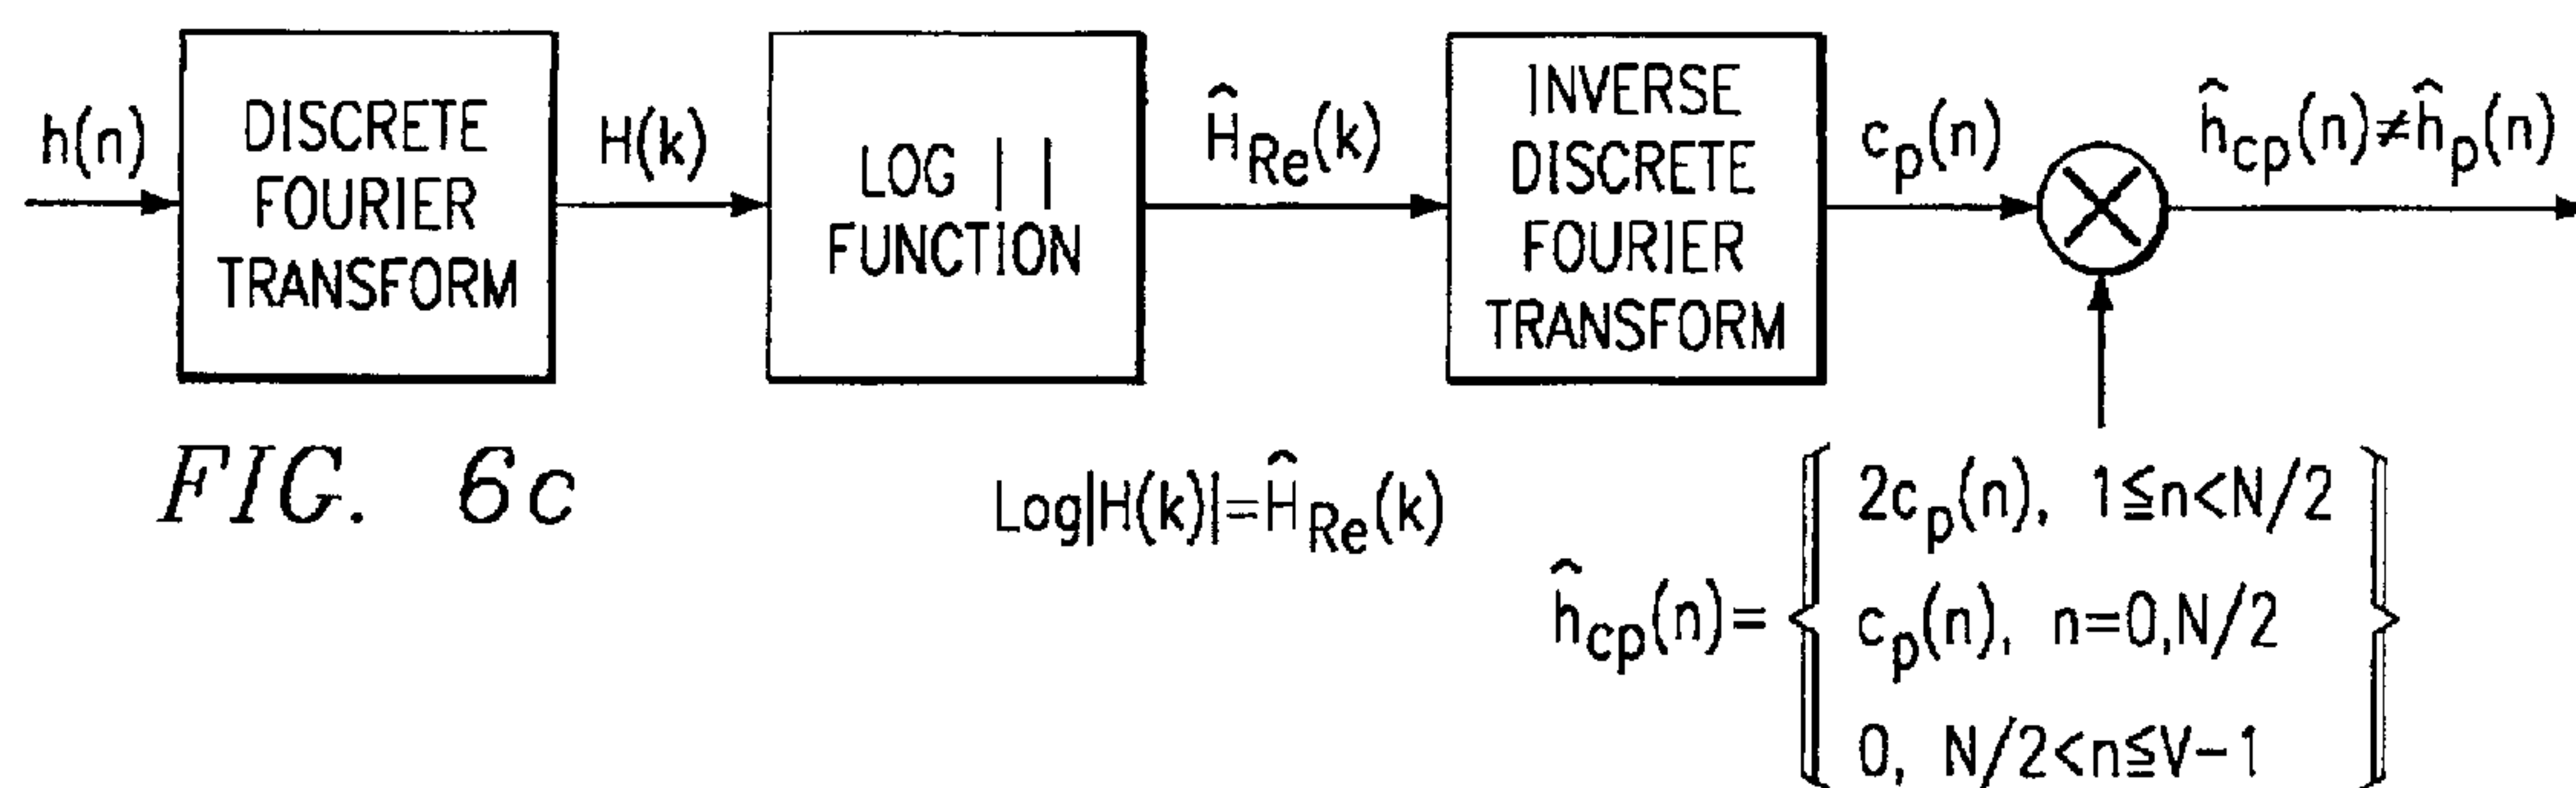 h(n)
DISCRETE
FOURIER
TRANSFORM
H(k)
LOG | |
FUNCTION
Ĥ_Re(k)
INVERSE
DISCRETE
FOURIER
TRANSFORM
c_p(n)
ĥ_cp(n)≠ĥ_p(n)
FIG. 6c
Log|H(k)|=Ĥ_Re(k)
ĥ_cp(n)=
2c_p(n), 1≦n<N/2
c_p(n), n=0,N/2
0, N/2<n≦V-1